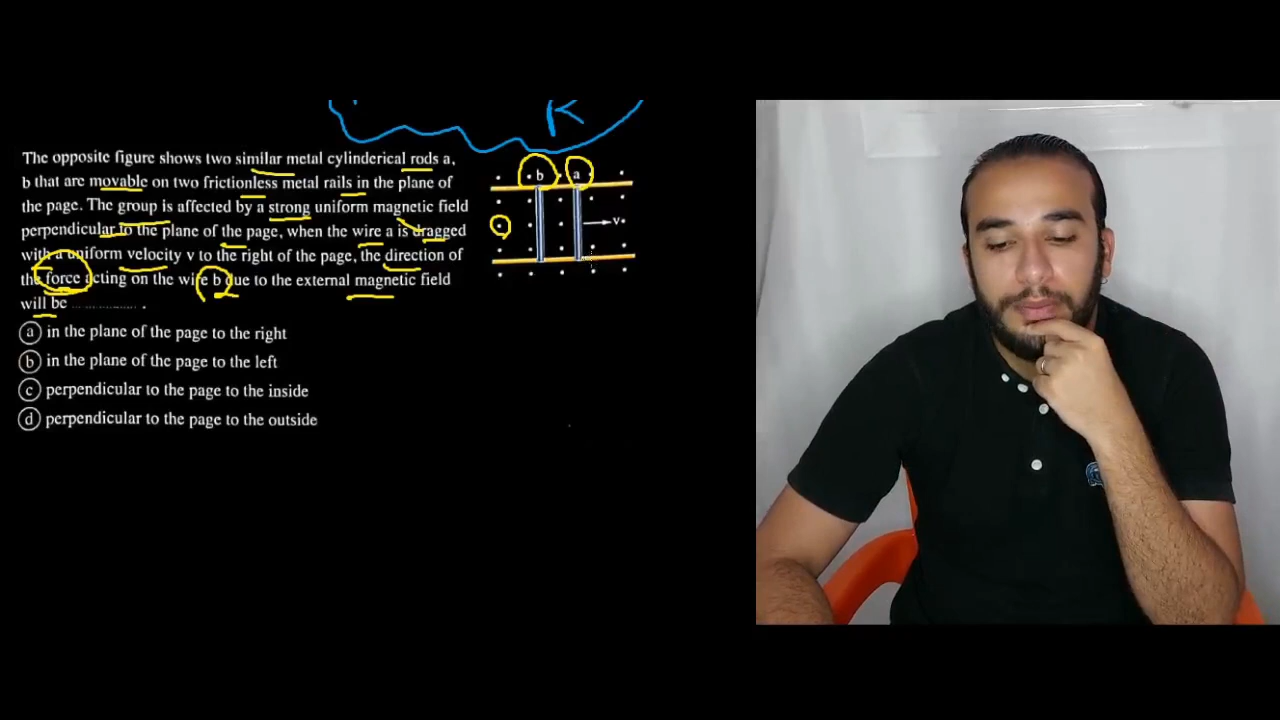 R
The opposite figure shows two similar metal cylinderical rods a,
b that are movable on two frictionless metal rails in the plane of
the page. The group is affected by a strong uniform magnetic field
perpendicular to the plane of the page, when the wire a is dragged
with a uniform velocity v to the right of the page, the direction of
the force acting on the wire b due to the external magnetic field
will be ............ .
a in the plane of the page to the right
b in the plane of the page to the left
c perpendicular to the page to the inside
d perpendicular to the page to the outside
b a
v